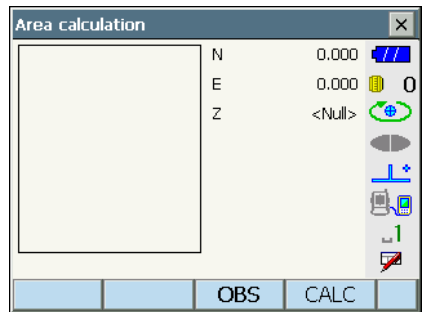 Area calculation
N 0.000
E 0.000 0
Z <Null>
1
OBS CALC